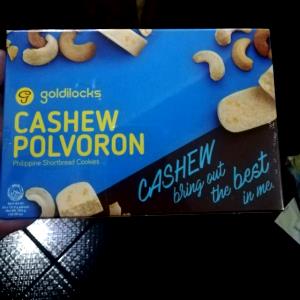 goldilocks
CASHEW
POLVORON
Philippine Shortbread Cookies
CASHEW
bring out
the best
in me.